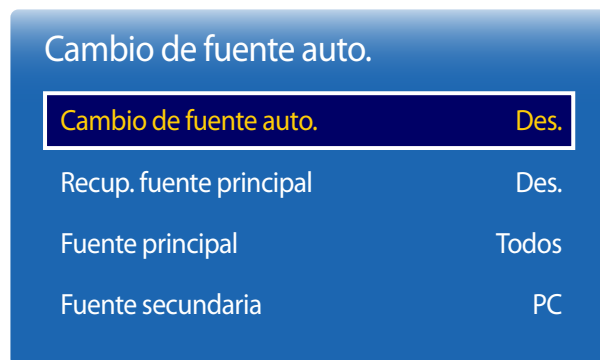 Cambio de fuente auto.
Cambio de fuente auto. Des.
Recup. fuente principal Des.
Fuente principal Todos
Fuente secundaria PC